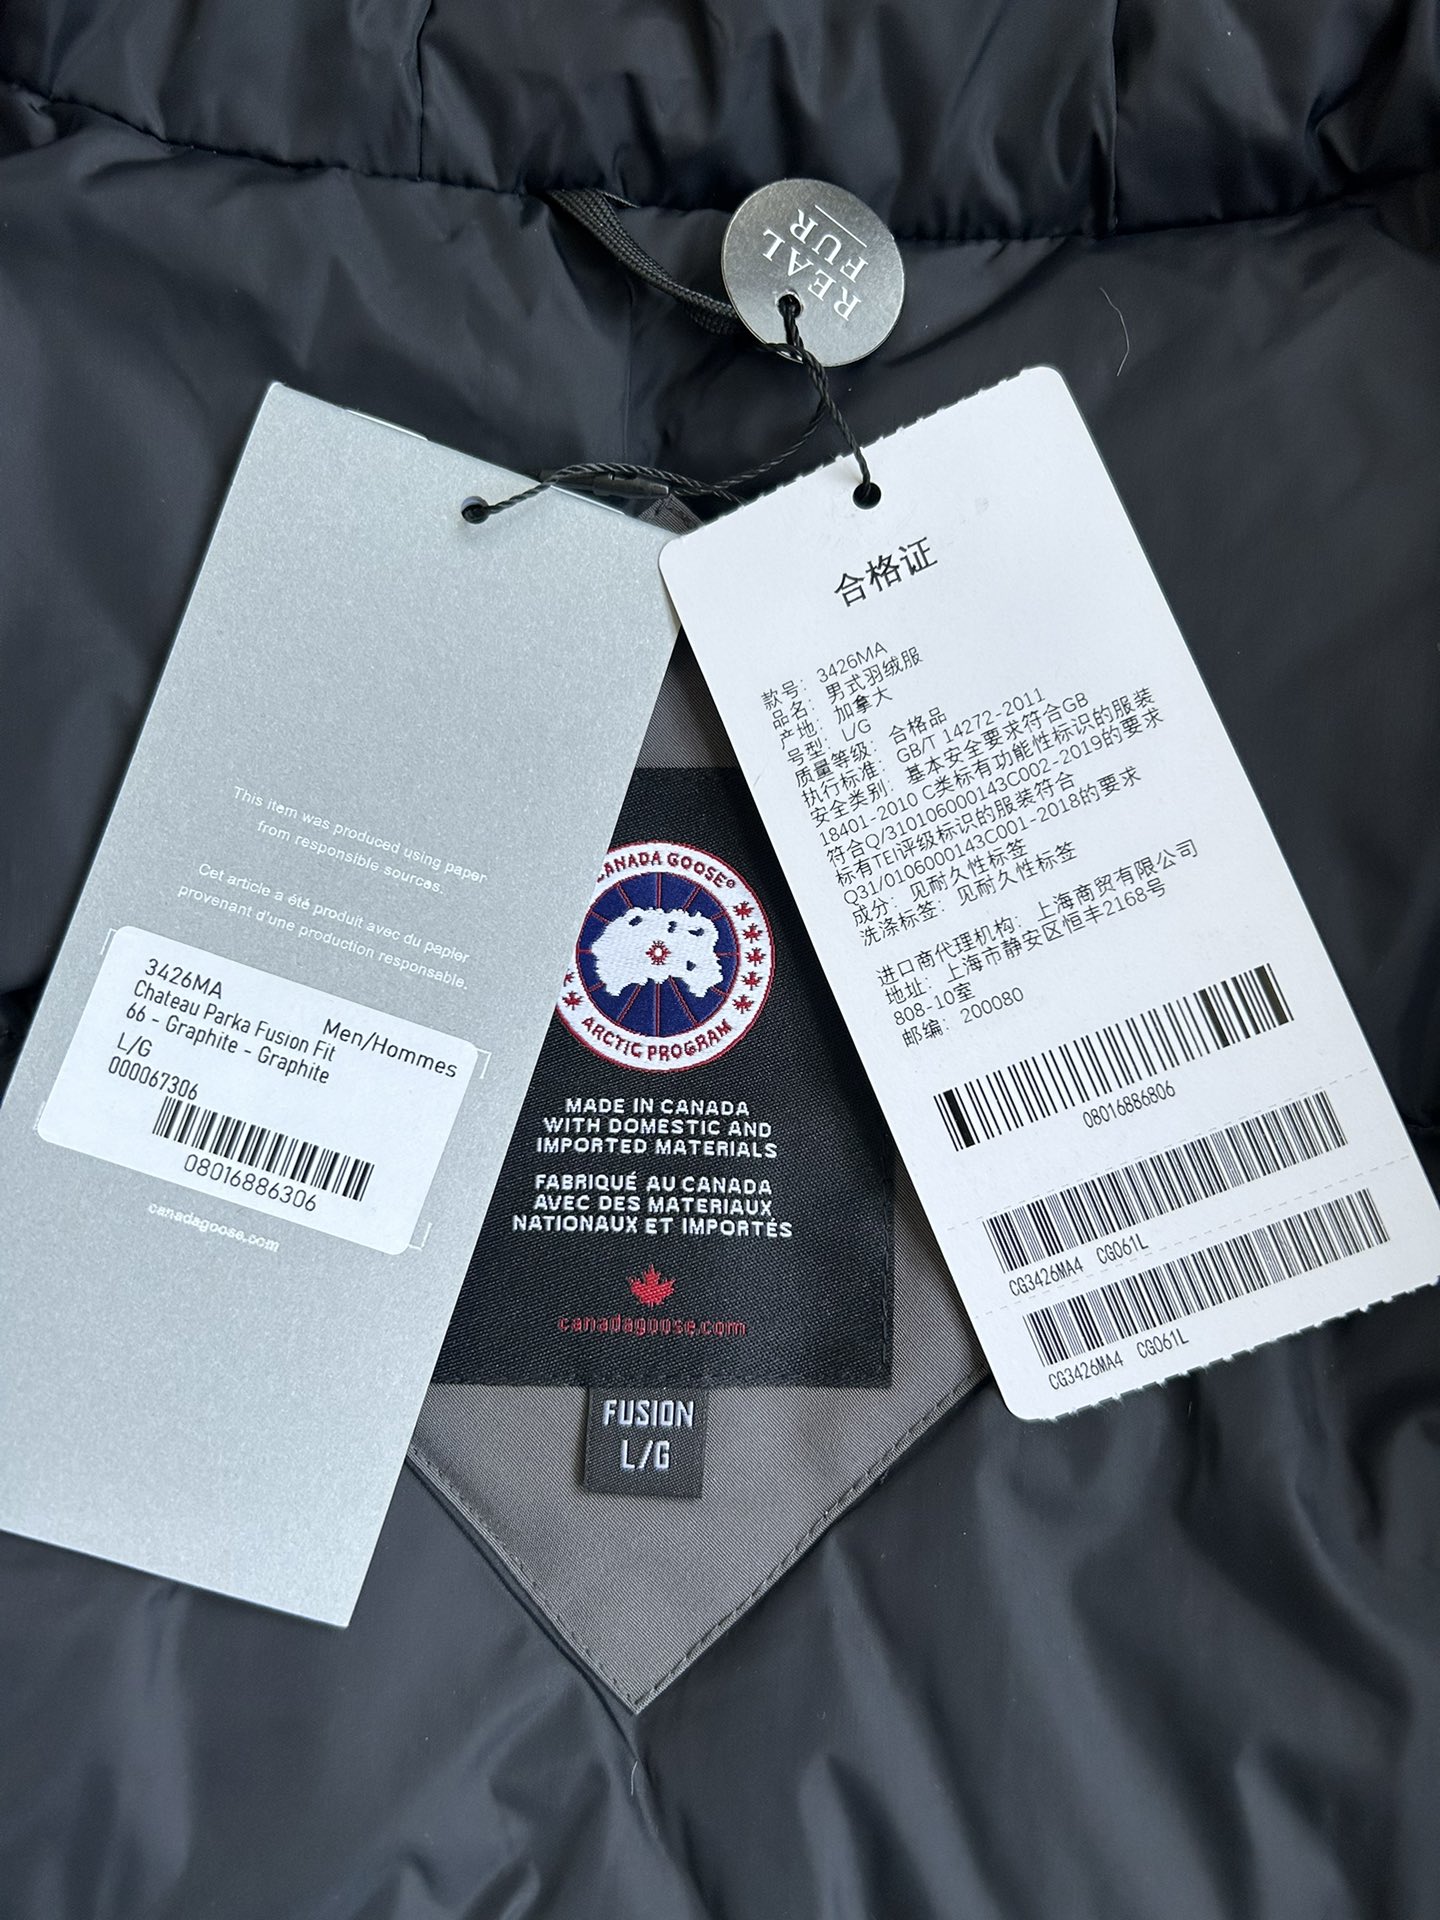 REAL
FUR
This item was produced using paper
from responsible sources.
Cet article a été produit avec du papier
provenant d'une production responsable.
3426MA
Men/Hommes
Chateau Parka Fusion Fit
66 - Graphite - Graphite
L/G
000067306
08016886306
canadagoose.com
CANADA GOOSE®
ARCTIC PROGRAM
MADE IN CANADA
WITH DOMESTIC AND
IMPORTED MATERIALS
FABRIQUÉ AU CANADA
AVEC DES MATERIAUX
NATIONAUX ET IMPORTÉS
canadagoose.com
FUSION
L/G
合格证
款号: 3426MA
品名: 男式羽绒服
产地: 加拿大
号型: L/G
质量等级: 合格品
执行标准: GB/T 14272-2011
安全类别: 基本安全要求符合GB
18401-2010 C类标有功能性标识的服装
符合Q/310106000143C002-2019的要求
标有TEI评级标识的服装符合
Q31/0106000143C001-2018的要求
成分: 见耐久性标签
洗涤标签: 见耐久性标签
进口商代理机构: 上海商贸有限公司
地址: 上海市静安区恒丰2168号
808-10室
邮编: 200080
08016886806
CG3426MA4 CG061L
CG3426MA4 CG061L